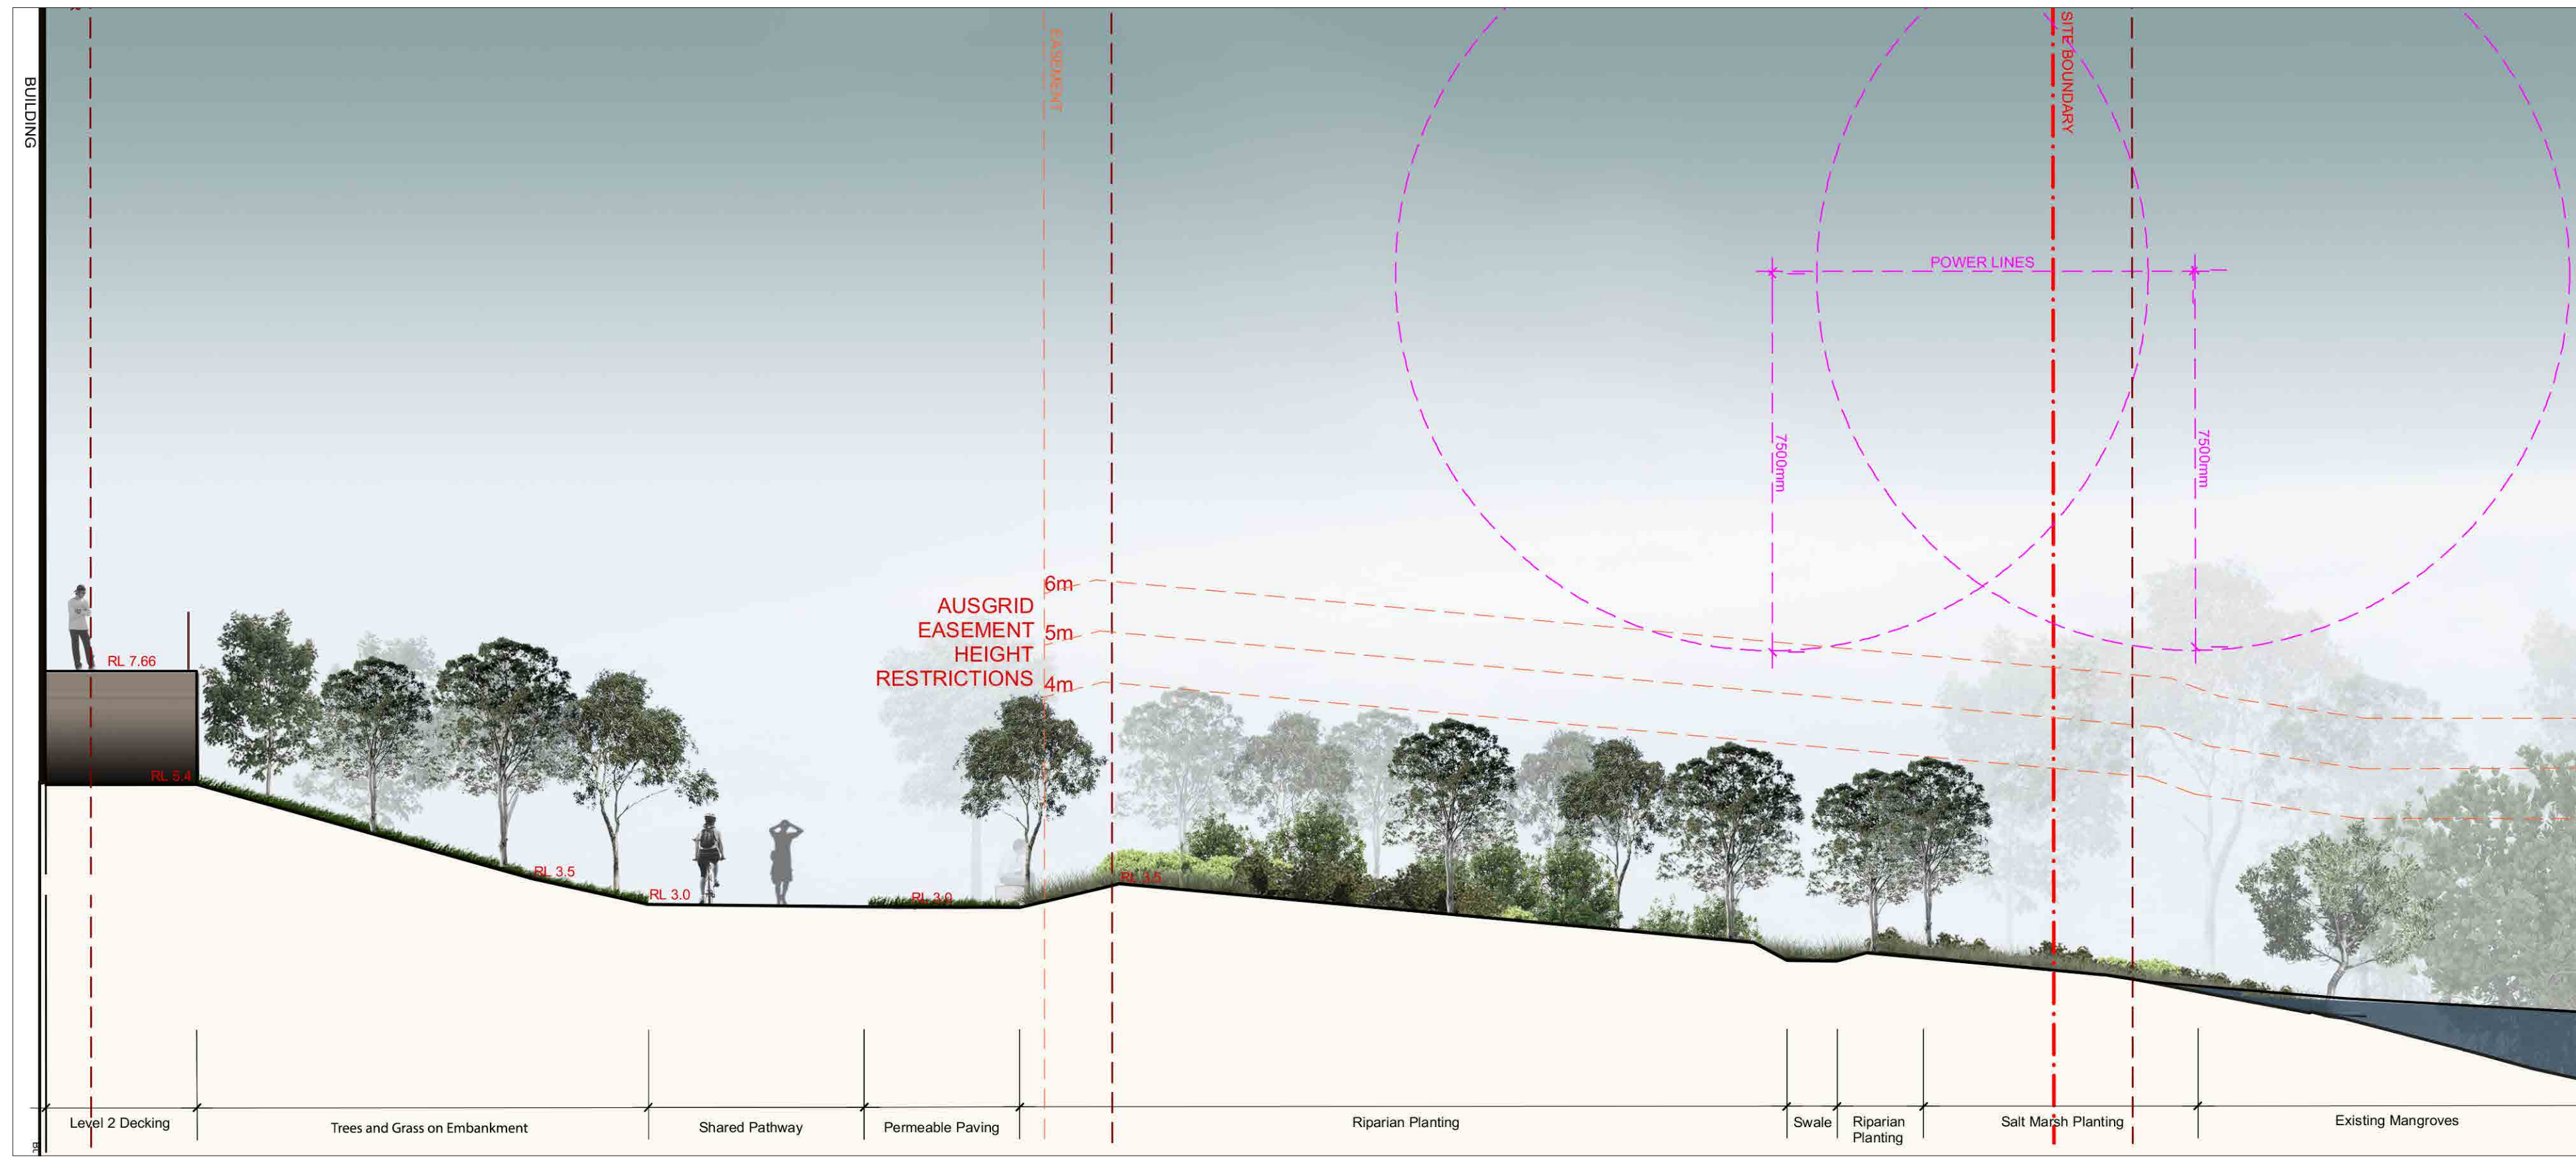 BUILDING
EASEMENT
SITE BOUNDARY
POWER LINES
7500mm
7500mm
6m
AUSGRID
EASEMENT
5m
HEIGHT
RESTRICTIONS
4m
RL 7.66
RL 5.4
RL 3.5
RL 3.0
RL 3.0
RL 3.5
Level 2 Decking
Trees and Grass on Embankment
Shared Pathway
Permeable Paving
Riparian Planting
Swale
Riparian
Planting
Salt Marsh Planting
Existing Mangroves